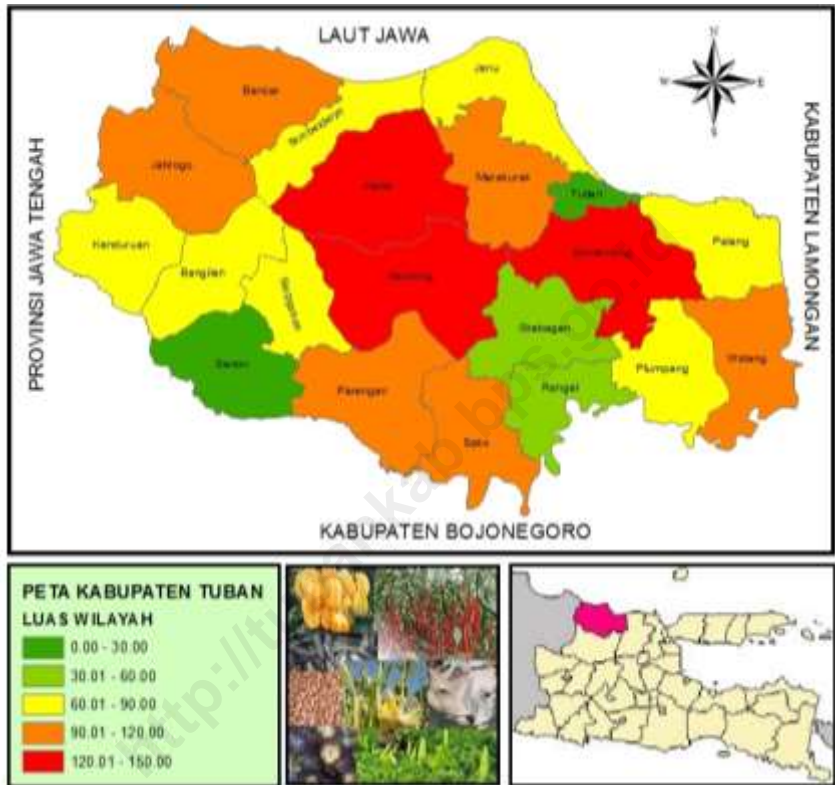 LAUT JAWA
N
W
E
S
PROVINSI JAWA TENGAH
KABUPATEN LAMONGAN
Bancar
Jenu
Jatirogo
Kerek
Merakurak
Tuban
Kenduruan
Bangilan
Semanding
Palang
Montong
Senori
Parengan
Soko
Grabagan
Rengel
Plumpang
Widang
KABUPATEN BOJONEGORO
PETA KABUPATEN TUBAN
LUAS WILAYAH
0.00 - 30.00
30.01 - 60.00
60.01 - 90.00
90.01 - 120.00
120.01 - 150.00